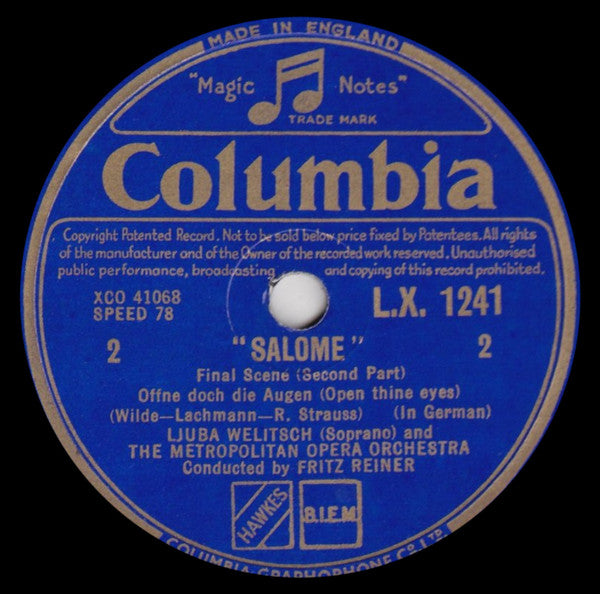 MADE IN ENGLAND
"Magic Notes"
TRADE MARK
Columbia
Copyright Patented Record. Not to be sold below price fixed by Patentees. All rights
of the manufacturer and of the Owner of the recorded work reserved. Unauthorised
public performance, broadcasting and copying of this record prohibited.
XCO 41068
SPEED 78
L.X. 1241
2
"SALOME"
2
Final Scene (Second Part)
Offne doch die Augen (Open thine eyes)
(Wilde—Lachmann—R. Strauss) (In German)
LJUBA WELITSCH (Soprano) and
THE METROPOLITAN OPERA ORCHESTRA
Conducted by FRITZ REINER
HAWKES
B.I.E.M
COLUMBIA GRAPHOPHONE CO. LTD.